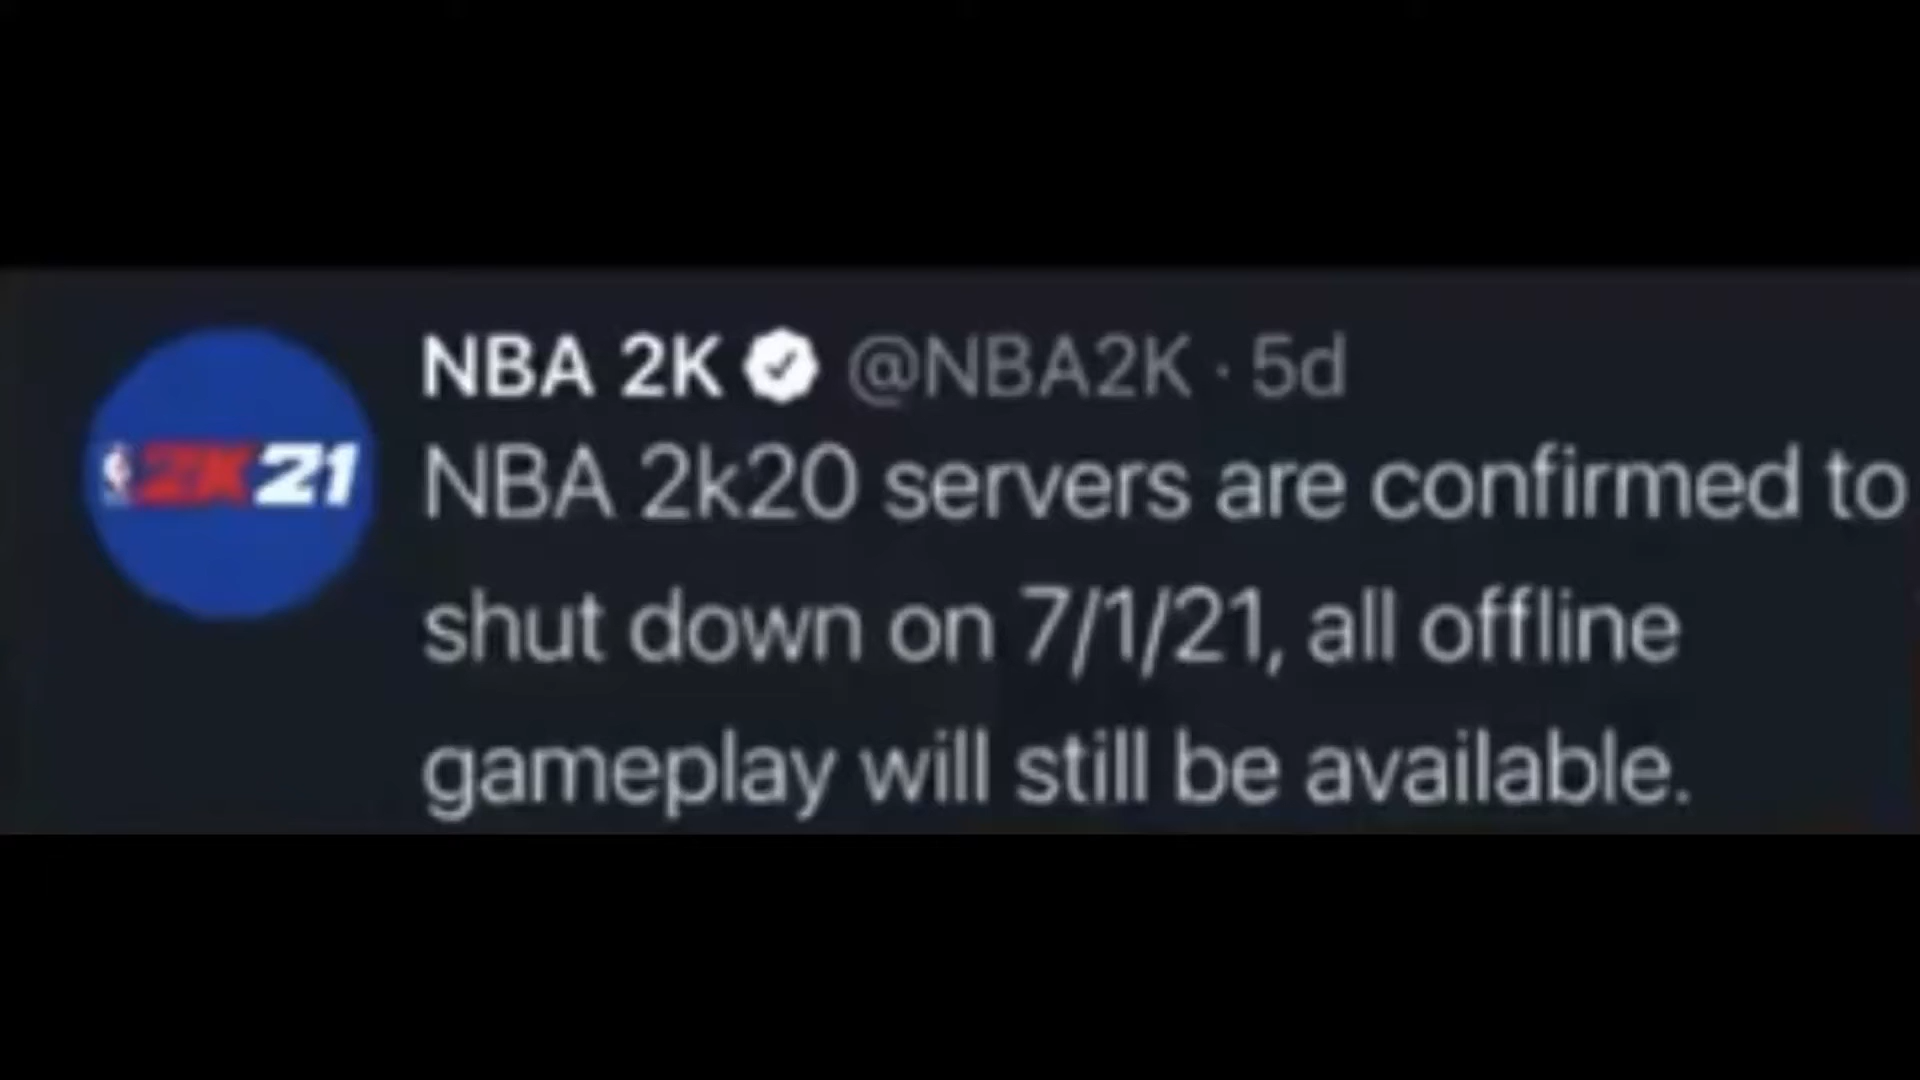 NBA 2K @NBA2K · 5d
2K21
NBA 2k20 servers are confirmed to
shut down on 7/1/21, all offline
gameplay will still be available.